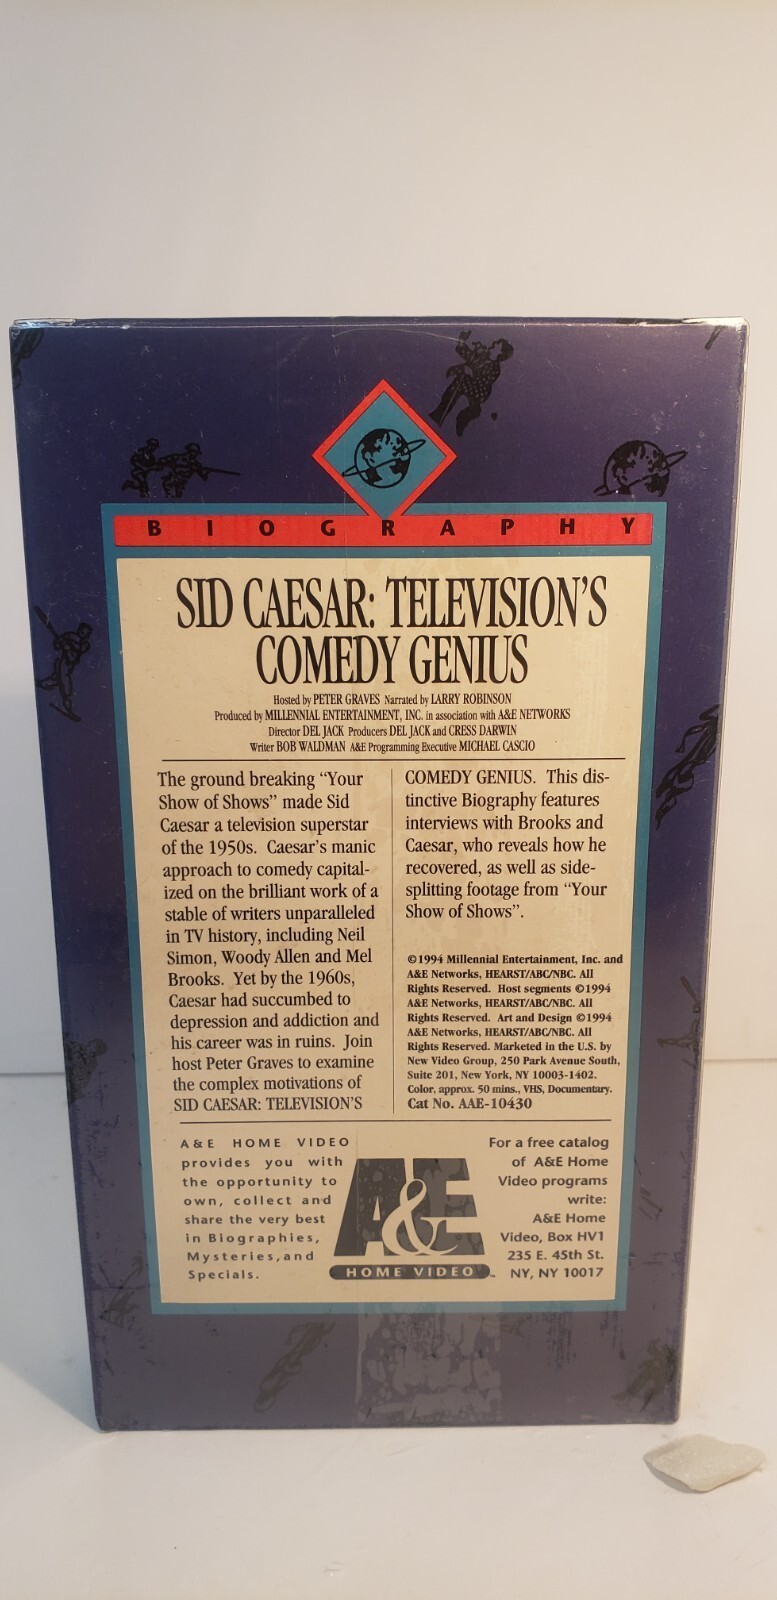 BIOGRAPHY
SID CAESAR: TELEVISION'S
COMEDY GENIUS
Hosted by PETER GRAVES Narrated by LARRY ROBINSON
Produced by MILLENNIAL ENTERTAINMENT, INC. in association with A&E NETWORKS
Director DEL JACK Producers DEL JACK and CRESS DARWIN
Writer BOB WALDMAN A&E Programming Executive MICHAEL CASCIO
The ground breaking "Your
Show of Shows" made Sid
Caesar a television superstar
of the 1950s. Caesar's manic
approach to comedy capital-
ized on the brilliant work of a
stable of writers unparalleled
in TV history, including Neil
Simon, Woody Allen and Mel
Brooks. Yet by the 1960s,
Caesar had succumbed to
depression and addiction and
his career was in ruins. Join
host Peter Graves to examine
the complex motivations of
SID CAESAR: TELEVISION'S
COMEDY GENIUS. This dis-
tinctive Biography features
interviews with Brooks and
Caesar, who reveals how he
recovered, as well as side-
splitting footage from "Your
Show of Shows".
©1994 Millennial Entertainment, Inc. and
A&E Networks, HEARST/ABC/NBC. All
Rights Reserved. Host segments ©1994
A&E Networks, HEARST/ABC/NBC. All
Rights Reserved. Art and Design ©1994
A&E Networks, HEARST/ABC/NBC. All
Rights Reserved. Marketed in the U.S. by
New Video Group, 250 Park Avenue South,
Suite 201, New York, NY 10003-1402.
Color, approx. 50 mins., VHS, Documentary.
Cat No. AAE-10430
A&E HOME VIDEO
provides you with
the opportunity to
own, collect and
share the very best
in Biographies,
Mysteries, and
Specials.
A&E
HOME VIDEO
For a free catalog
of A&E Home
Video programs
write:
A&E Home
Video, Box HV1
235 E. 45th St.
NY, NY 10017